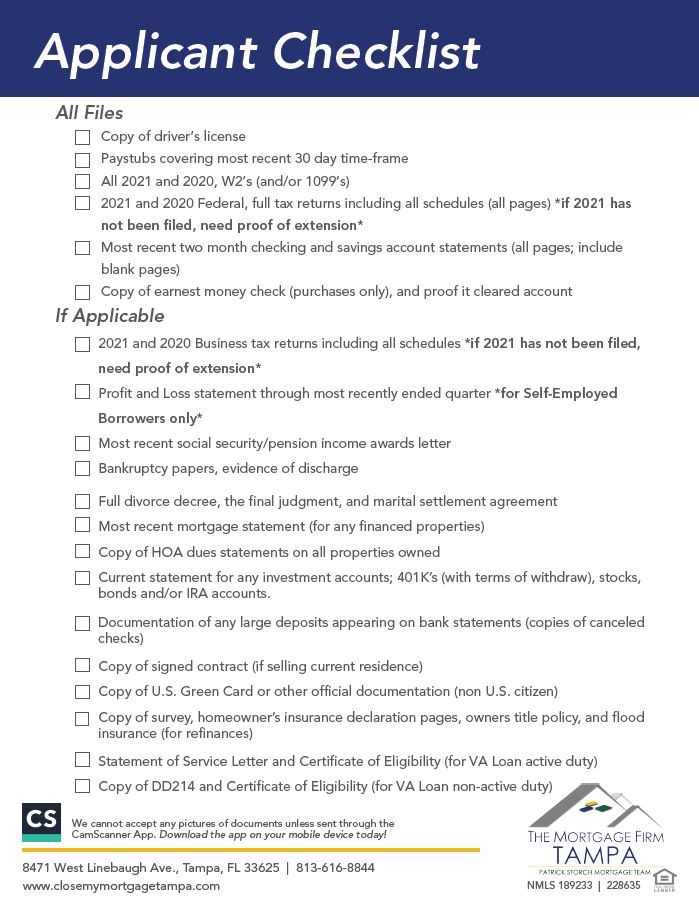 Applicant Checklist
All Files
Copy of driver's license
Paystubs covering most recent 30 day time-frame
All 2021 and 2020, W2's (and/or 1099's)
2021 and 2020 Federal, full tax returns including all schedules (all pages) *if 2021 has
not been filed, need proof of extension*
Most recent two month checking and savings account statements (all pages; include
blank pages)
Copy of earnest money check (purchases only), and proof it cleared account
If Applicable
2021 and 2020 Business tax returns including all schedules *if 2021 has not been filed,
need proof of extension*
Profit and Loss statement through most recently ended quarter *for Self-Employed
Borrowers only*
Most recent social security/pension income awards letter
Bankruptcy papers, evidence of discharge
Full divorce decree, the final judgment, and marital settlement agreement
Most recent mortgage statement (for any financed properties)
Copy of HOA dues statements on all properties owned
Current statement for any investment accounts; 401K's (with terms of withdraw), stocks,
bonds and/or IRA accounts.
Documentation of any large deposits appearing on bank statements (copies of canceled
checks)
Copy of signed contract (if selling current residence)
Copy of U.S. Green Card or other official documentation (non U.S. citizen)
Copy of survey, homeowner's insurance declaration pages, owners title policy, and flood
insurance (for refinances)
Statement of Service Letter and Certificate of Eligibility (for VA Loan active duty)
Copy of DD214 and Certificate of Eligibility (for VA Loan non-active duty)
CS
We cannot accept any pictures of documents unless sent through the
CamScanner App. Download the app on your mobile device today!
8471 West Linebaugh Ave., Tampa, FL 33625 | 813-616-8844
www.closemymortgagetampa.com
THE MORTGAGE FIRM
TAMPA
PATRICK STORCH MORTGAGE TEAM
NMLS 189233 | 228635